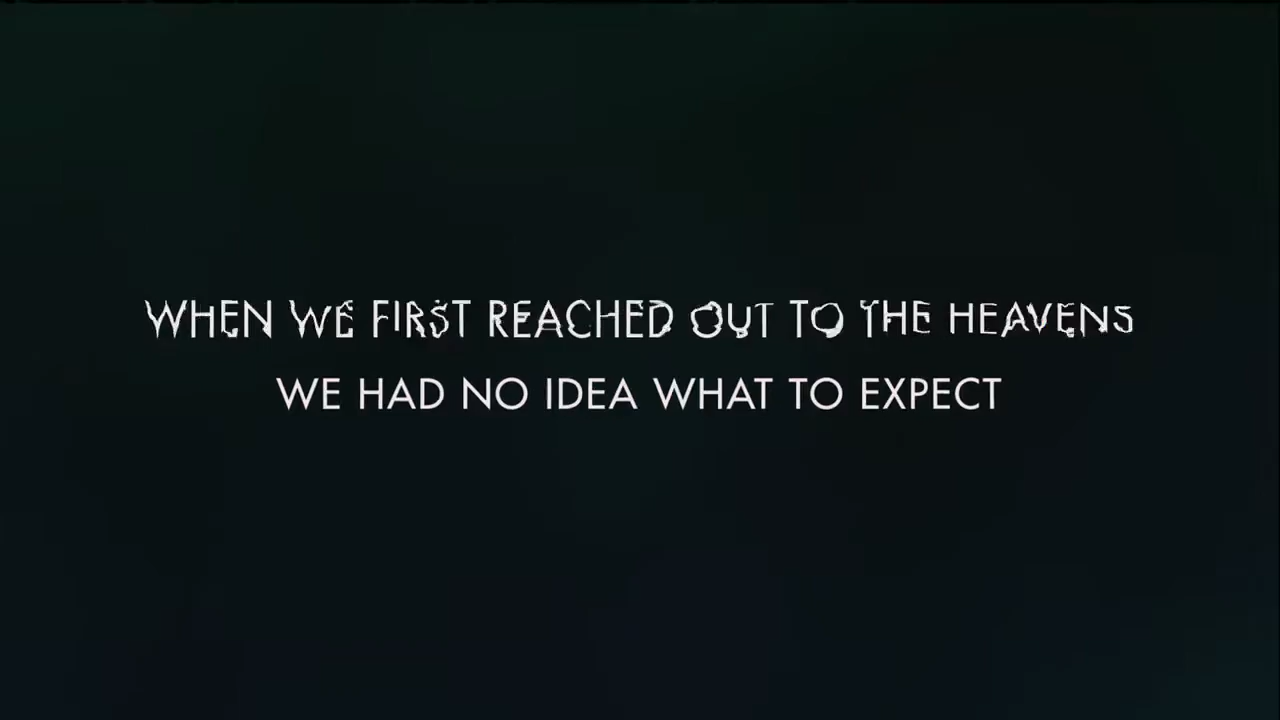 WHEN WE FIRST REACHED OUT TO THE HEAVENS
WE HAD NO IDEA WHAT TO EXPECT